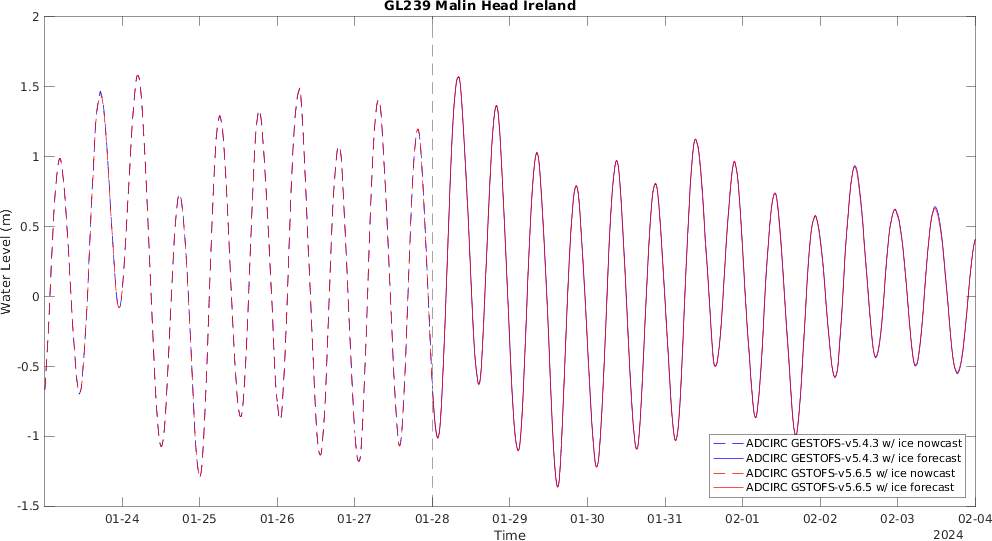 GL239 Malin Head Ireland
2
1.5
1
0.5
0
-0.5
-1
-1.5
Water Level (m)
ADCIRC GESTOFS-v5.4.3 w/ ice nowcast
ADCIRC GESTOFS-v5.4.3 w/ ice forecast
ADCIRC GSTOFS-v5.6.5 w/ ice nowcast
ADCIRC GSTOFS-v5.6.5 w/ ice forecast
01-24 01-25 01-26 01-27 01-28 01-29 01-30 01-31 02-01 02-02 02-03 02-04
Time
2024